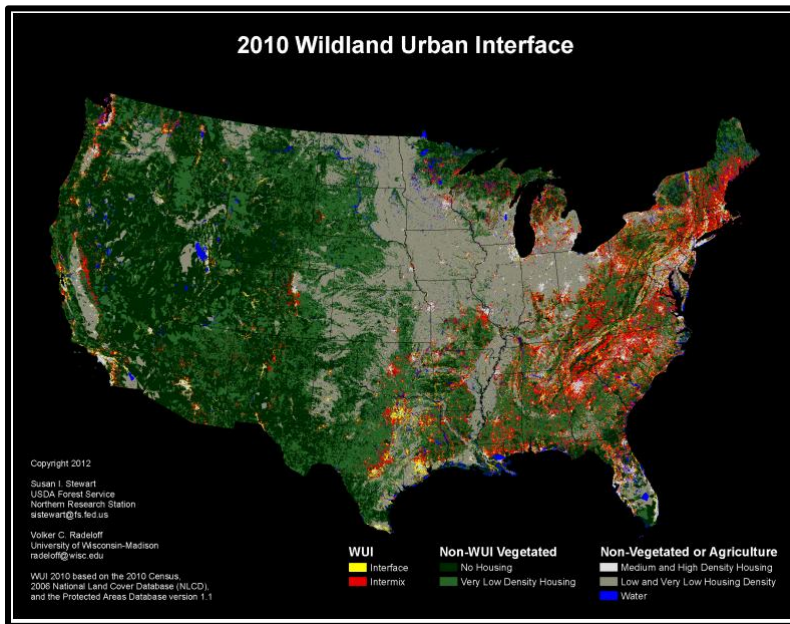 2010 Wildland Urban Interface
Copyright 2012
Susan I. Stewart
USDA Forest Service
Northern Research Station
sistewart@fs.fed.us
Volker C. Radeloff
University of Wisconsin-Madison
radeloff@wisc.edu
WUI 2010 based on the 2010 Census,
2006 National Land Cover Database (NLCD),
and the Protected Areas Database version 1.1
WUI
Interface
Intermix
Non-WUI Vegetated
No Housing
Very Low Density Housing
Non-Vegetated or Agriculture
Medium and High Density Housing
Low and Very Low Housing Density
Water